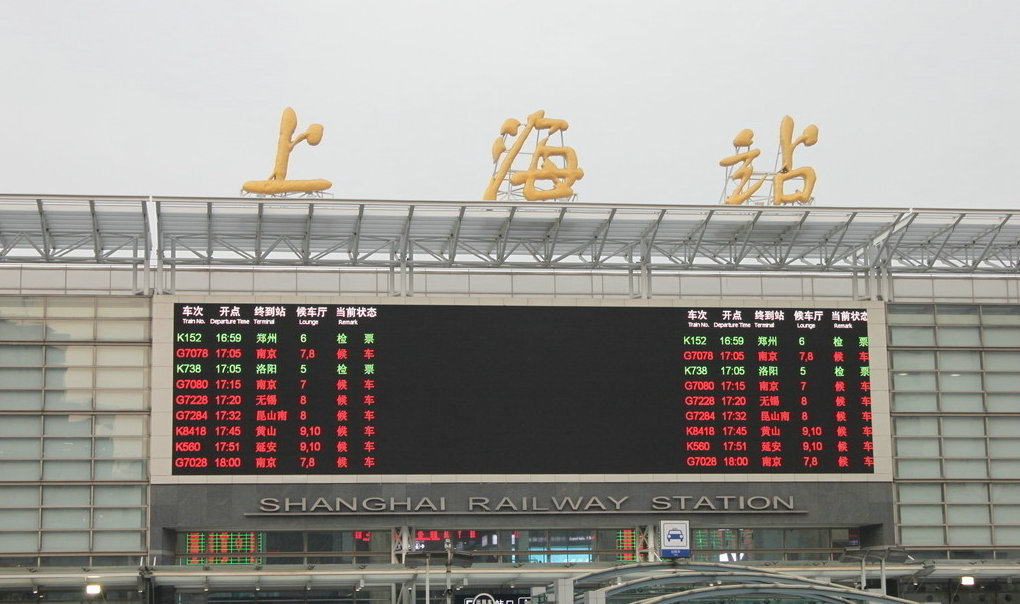 上海站
车次 开点 终到站 候车厅 当前状态
Train No. Departure Time Terminal Lounge Remark
K152 16:59 郑州 6 检 票
G7078 17:05 南京 7,8 候 车
K738 17:05 洛阳 5 检 票
G7080 17:15 南京 7 候 车
G7228 17:20 无锡 8 候 车
G7284 17:32 昆山南 8 候 车
K8418 17:45 黄山 9,10 候 车
K560 17:51 延安 9,10 候 车
G7028 18:00 南京 7,8 候 车
车次 开点 终到站 候车厅 当前状态
Train No. Departure Time Terminal Lounge Remark
K152 16:59 郑州 6 检 票
G7078 17:05 南京 7,8 候 车
K738 17:05 洛阳 5 检 票
G7080 17:15 南京 7 候 车
G7228 17:20 无锡 8 候 车
G7284 17:32 昆山南 8 候 车
K8418 17:45 黄山 9,10 候 车
K560 17:51 延安 9,10 候 车
G7028 18:00 南京 7,8 候 车
SHANGHAI RAILWAY STATION